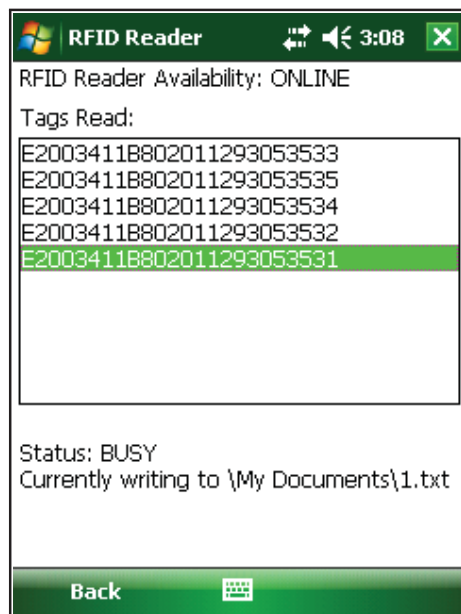 RFID Reader 3:08
RFID Reader Availability: ONLINE
Tags Read:
E2003411B802011293053533
E2003411B802011293053535
E2003411B802011293053534
E2003411B802011293053532
E2003411B802011293053531
Status: BUSY
Currently writing to \My Documents\1.txt
Back